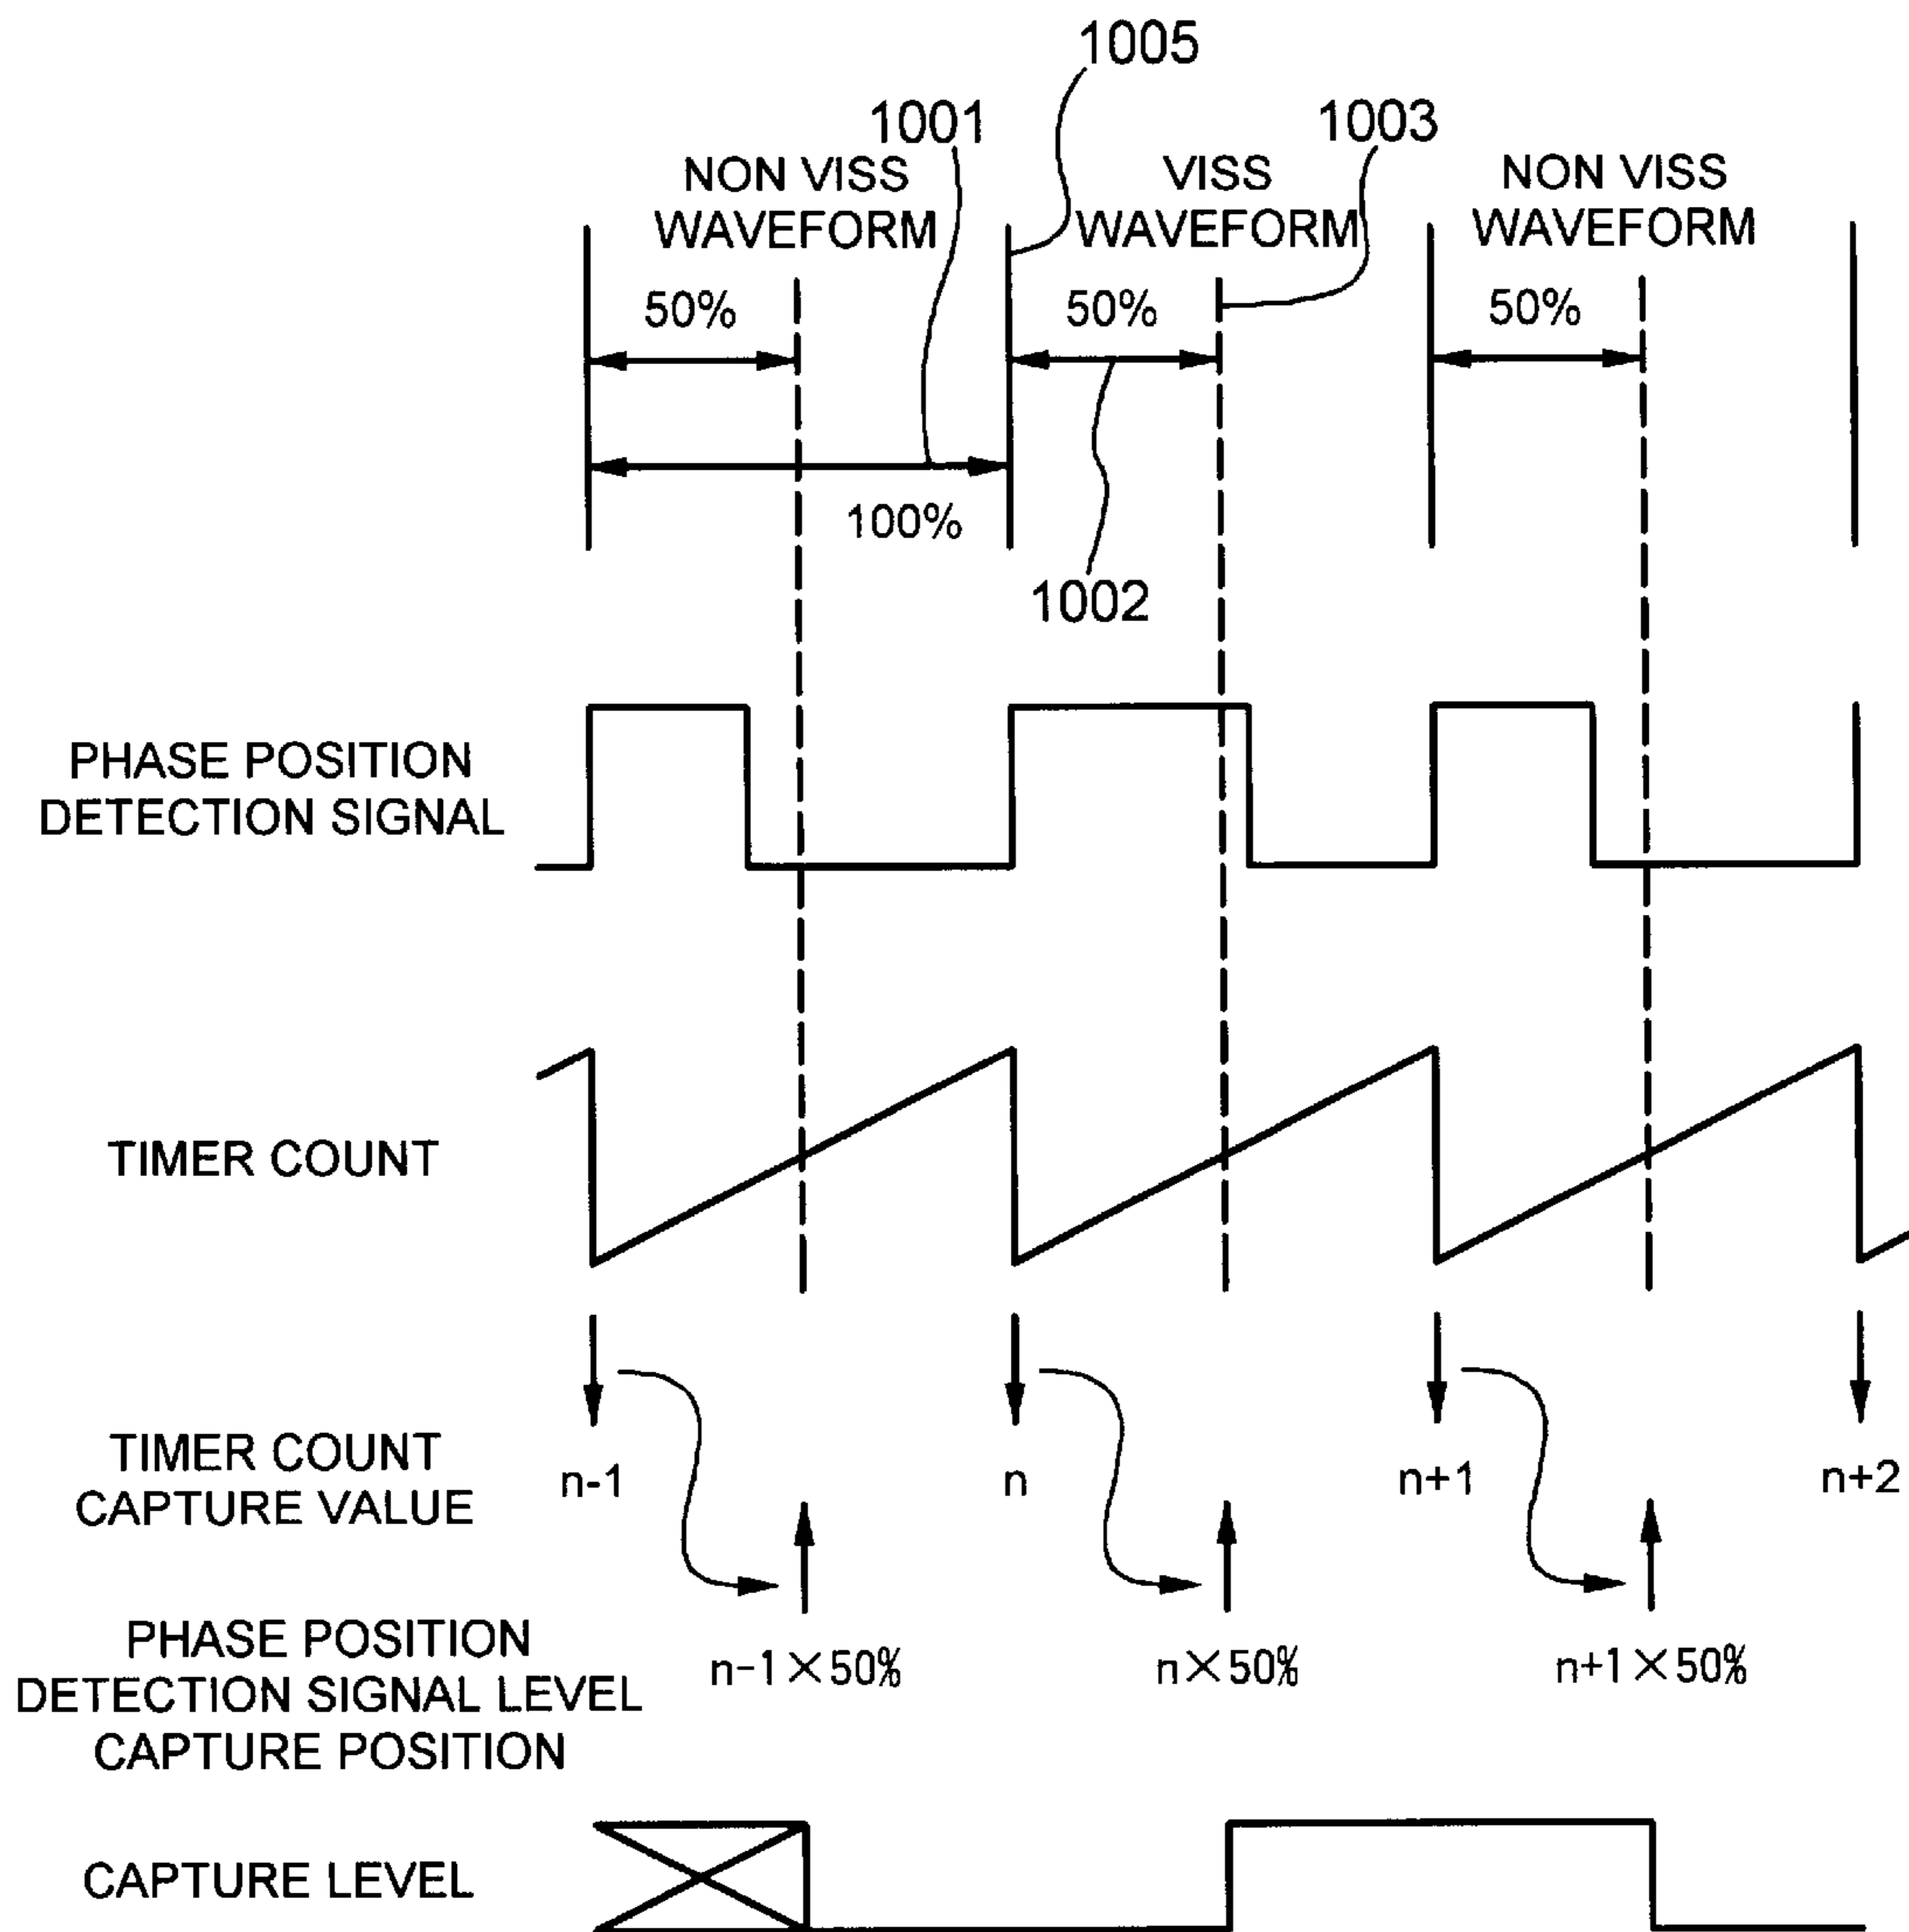 1005
1001
1003
NON VISS
WAVEFORM
VISS
WAVEFORM
NON VISS
WAVEFORM
50%
50%
50%
100%
1002
PHASE POSITION
DETECTION SIGNAL
TIMER COUNT
TIMER COUNT
CAPTURE VALUE
n-1
n
n+1
n+2
PHASE POSITION
DETECTION SIGNAL LEVEL
CAPTURE POSITION
n-1×50%
n×50%
n+1×50%
CAPTURE LEVEL